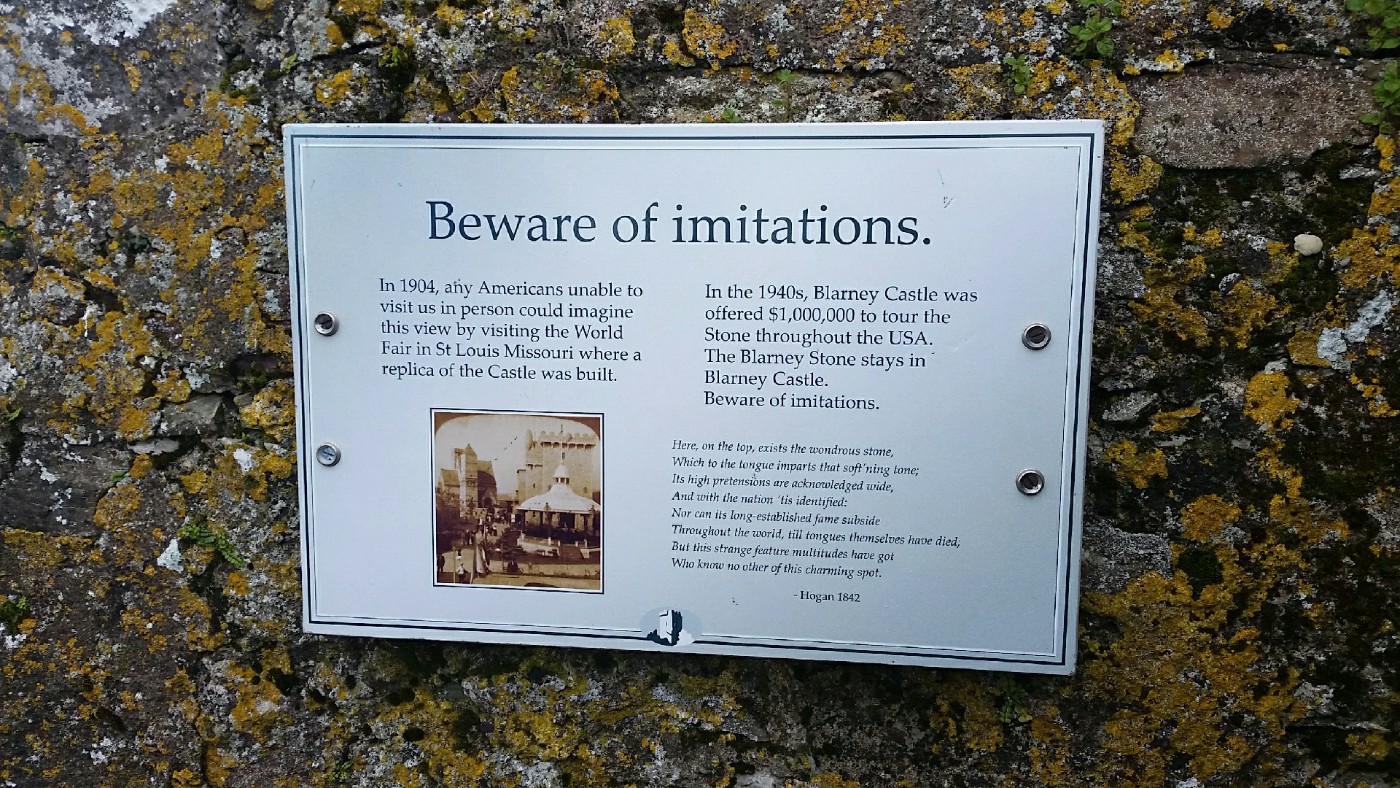 Beware of imitations.
In 1904, any Americans unable to
visit us in person could imagine
this view by visiting the World
Fair in St Louis Missouri where a
replica of the Castle was built.
In the 1940s, Blarney Castle was
offered $1,000,000 to tour the
Stone throughout the USA.
The Blarney Stone stays in
Blarney Castle.
Beware of imitations.
Here, on the top, exists the wondrous stone,
Which to the tongue imparts that soft'ning tone;
Its high pretensions are acknowledged wide,
And with the nation 'tis identified:
Nor can its long-established fame subside
Throughout the world, till tongues themselves have died;
But this strange feature multitudes have got
Who know no other of this charming spot.
- Hogan 1842